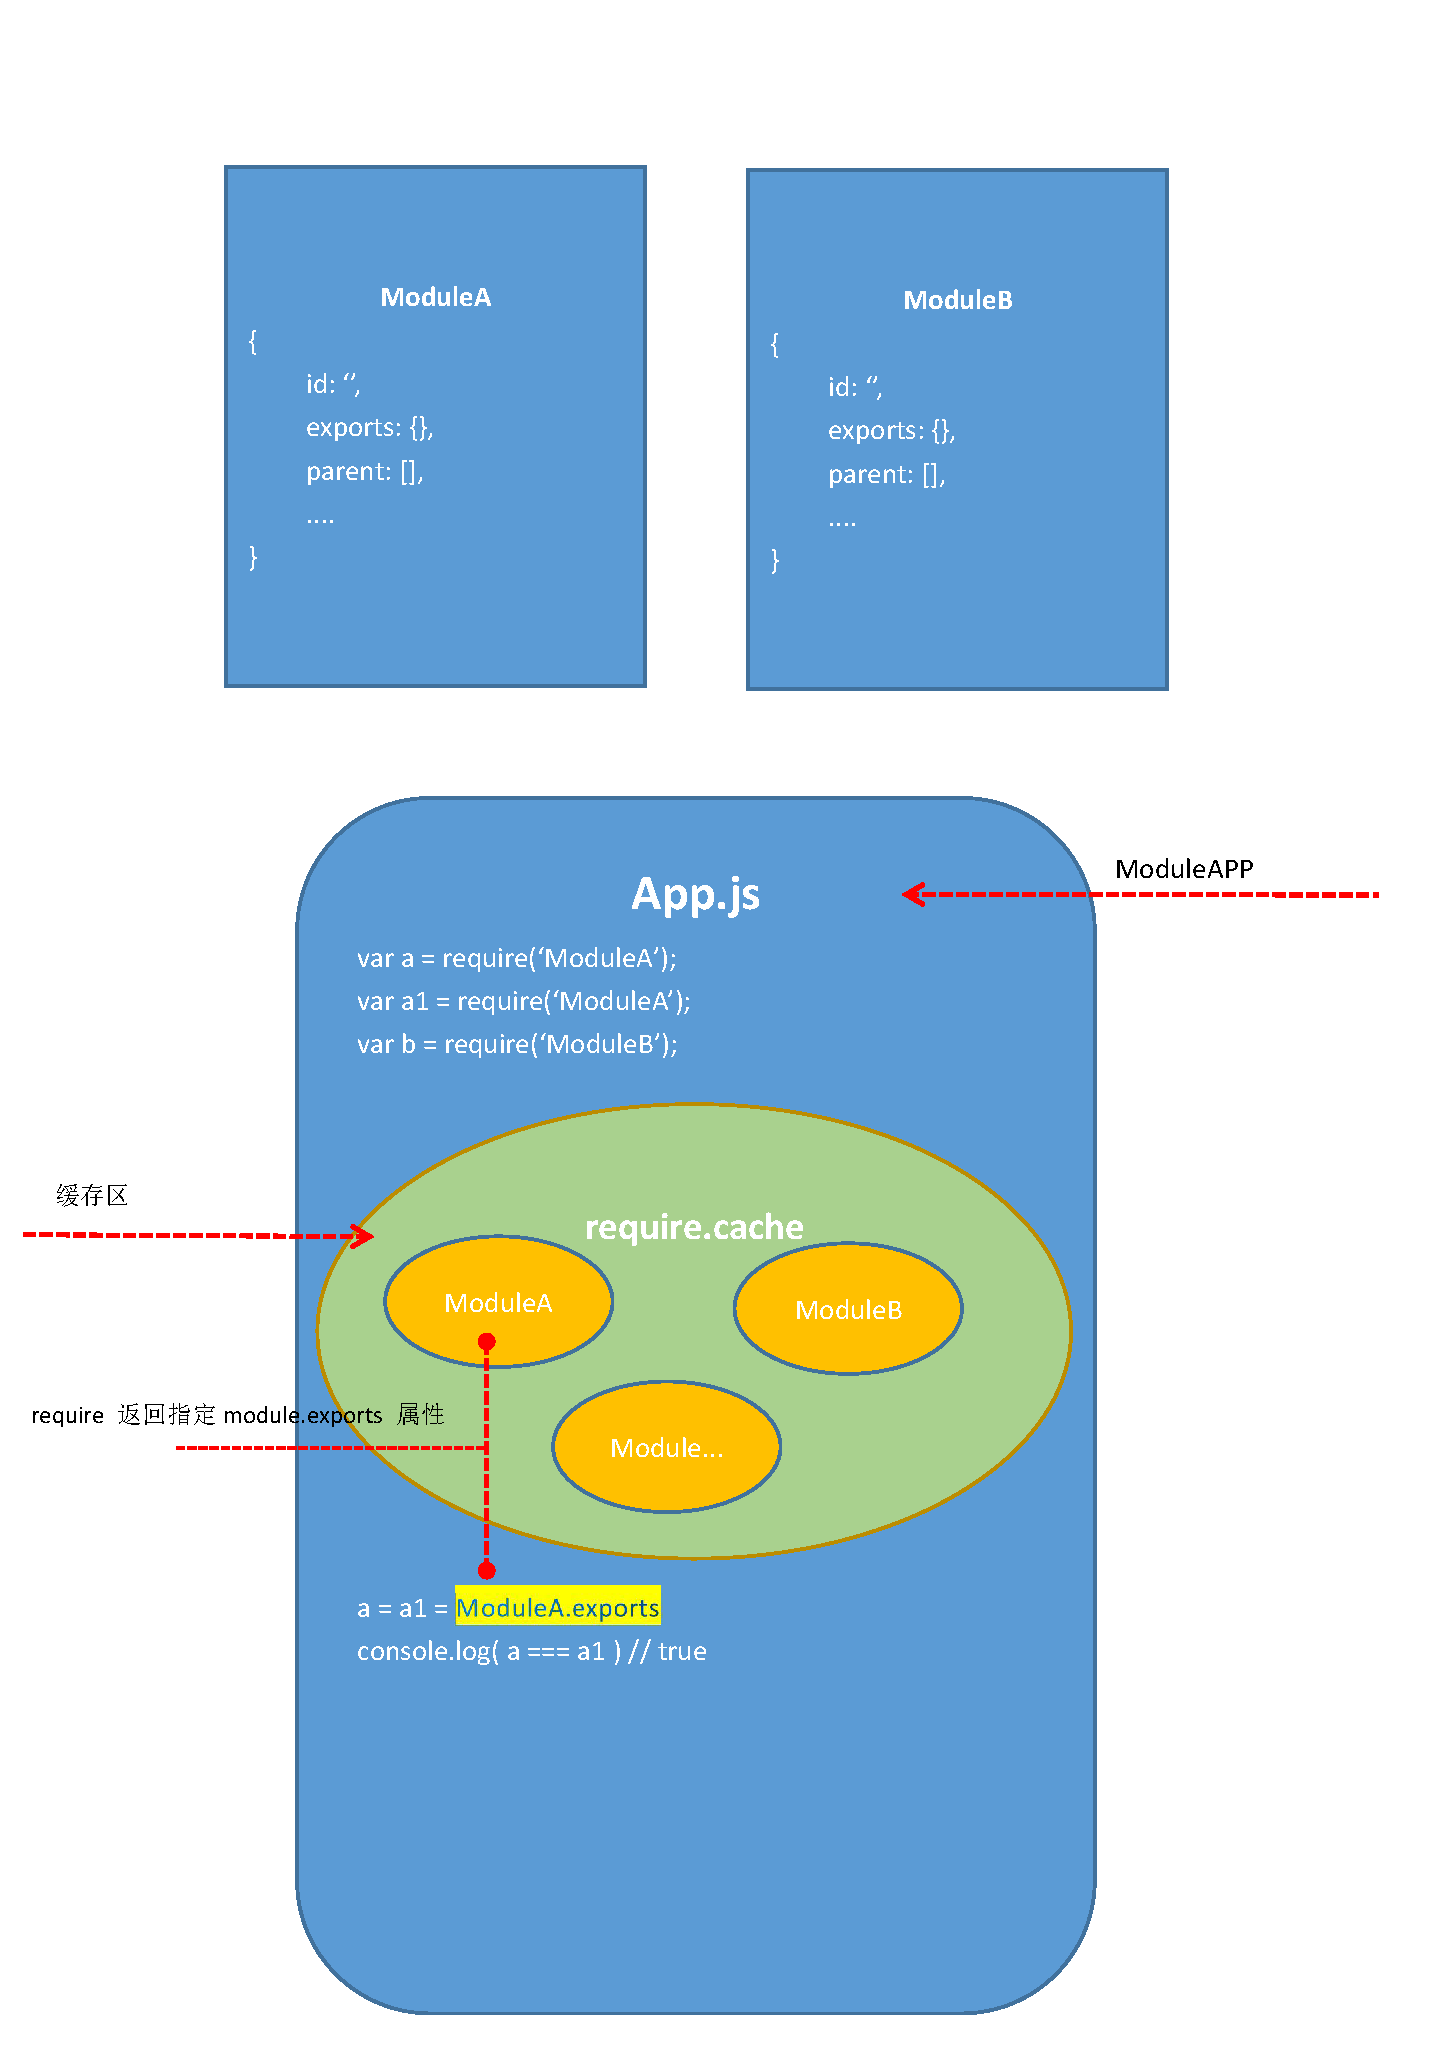 ModuleA
{
id: ‘’,
exports: {},
parent: [],
....
}
ModuleB
{
id: ‘’,
exports: {},
parent: [],
....
}
ModuleAPP
App.js
var a = require(‘ModuleA’);
var a1 = require(‘ModuleA’);
var b = require(‘ModuleB’);
缓存区
require.cache
ModuleA
ModuleB
require 返回指定 module.exports 属性
Module...
a = a1 = ModuleA.exports
console.log( a === a1 ) // true